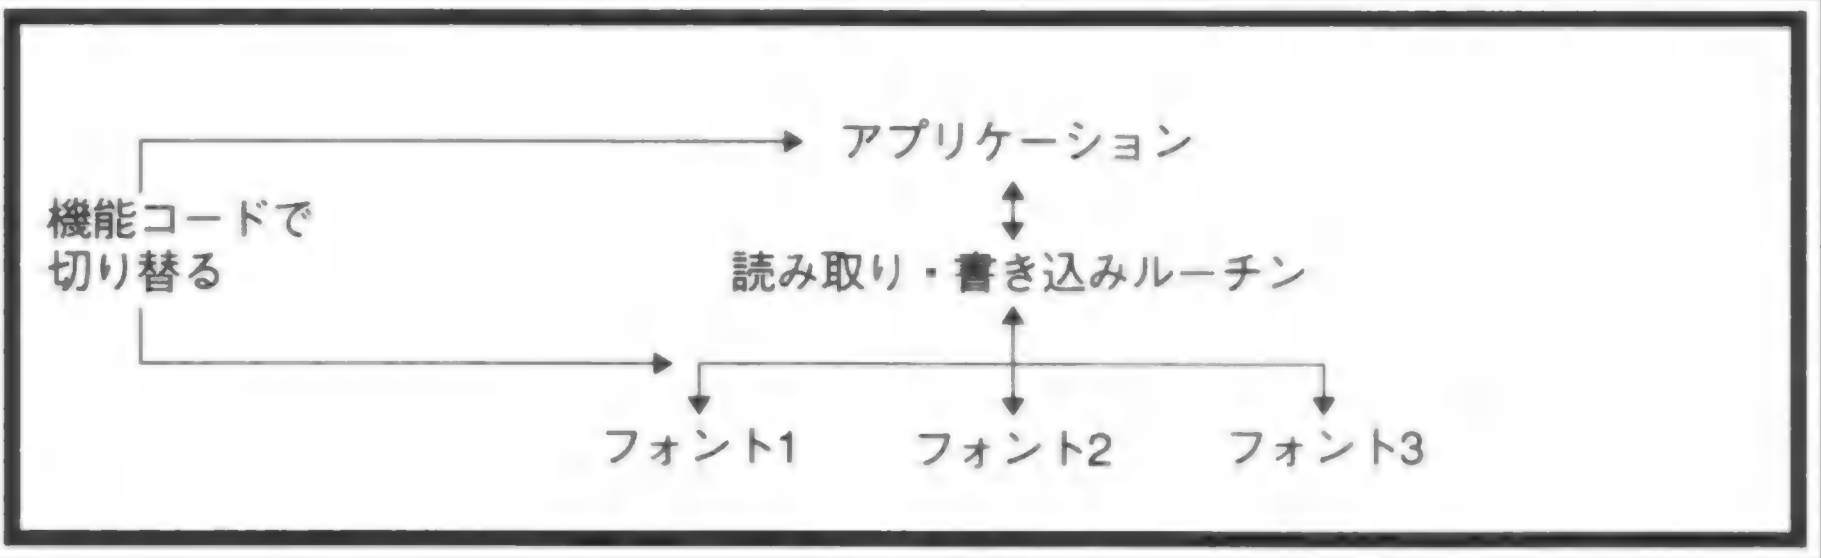 アプリケーション
機能コードで
切り替る
読み取り・書き込みルーチン
フォント1
フォント2
フォント3